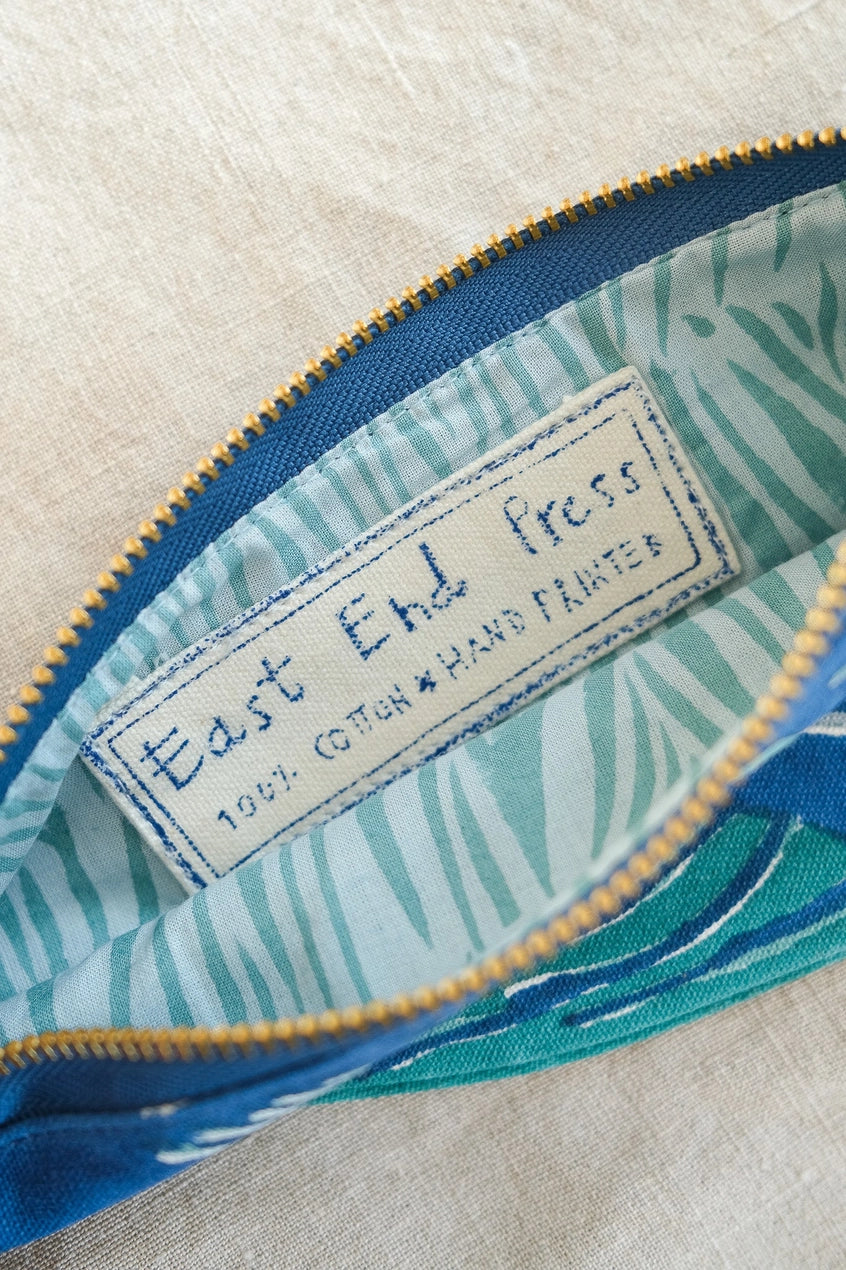 East End Press
100% COTTON & HAND PRINTED